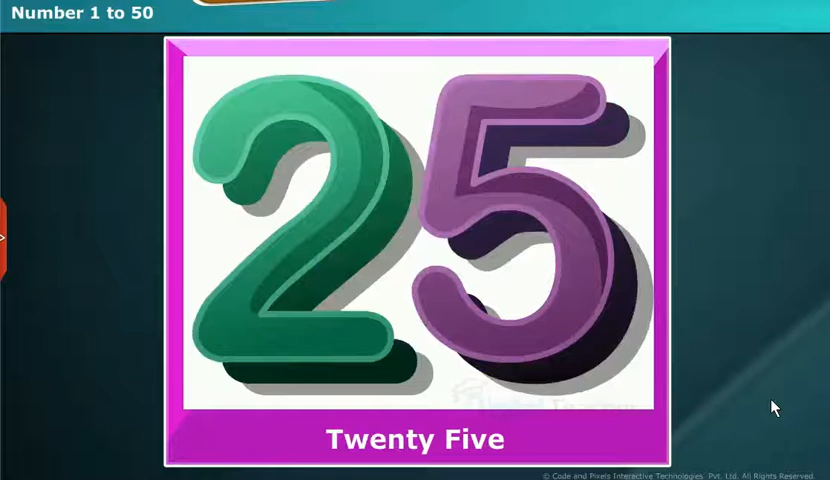 Number 1 to 50
25
Twenty Five
© Code and Pixels Interactive Technologies. Pvt. Ltd. All Rights Reserved.